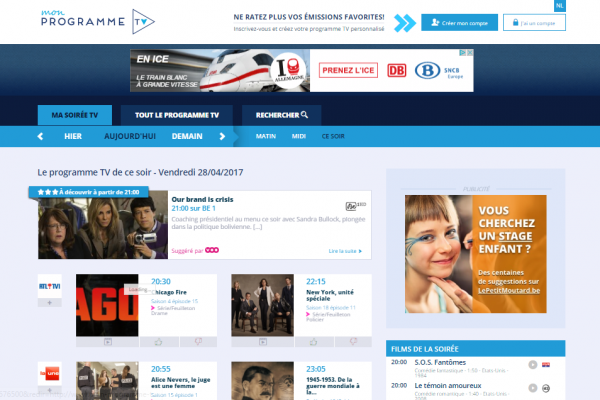 mon
PROGRAMME TV
NE RATEZ PLUS VOS ÉMISSIONS FAVORITES!
Inscrivez-vous et créez votre programme TV personnalisé
Créer mon compte
J'ai un compte
NL
EN ICE
LE TRAIN BLANC
À GRANDE VITESSE
I
ALLEMAGNE
PRENEZ L'ICE
DB
B
SNCB
Europe
MA SOIRÉE TV
TOUT LE PROGRAMME TV
RECHERCHER
HIER
AUJOURD'HUI
DEMAIN
MATIN
MIDI
CE SOIR
Le programme TV de ce soir - Vendredi 28/04/2017
À découvrir à partir de 21:00
Our brand is crisis
21:00 sur BE 1
Coaching présidentiel au menu ce soir avec Sandra Bullock, plongée
dans la politique bolivienne. [...]
Suggéré par
Lire la suite >
PUBLICITÉ
VOUS
CHERCHEZ
UN STAGE
ENFANT ?
Des centaines
de suggestions sur
LePetitMoutard.be
RTL TVI
AGO
Loading...
20:30
Chicago Fire
Saison 4 épisode 15
Série/Feuilleton
Drame
22:15
New York, unité
spéciale
Saison 18 épisode 11
Série/Feuilleton
Policier
la une
20:55
Alice Nevers, le juge
est une femme
Saison 15 épisode 1
23:05
1945-1953. De la
guerre mondiale à
la...
FILMS DE LA SOIRÉE
20:00
S.O.S. Fantômes
Comédie fantastique - 1:50 - Etats-Unis -
1984
20:00
Le témoin amoureux
Comédie romantique - 1:40 - Etats-Unis -
2008